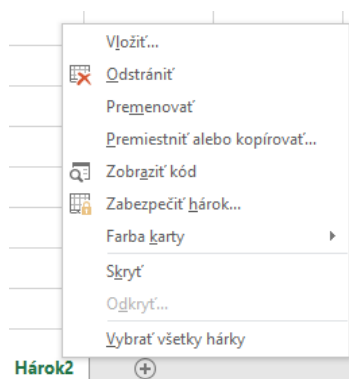 Vložiť...
Odstrániť
Premenovať
Premiestniť alebo kopírovať...
Zobraziť kód
Zabezpečiť hárok...
Farba karty
Skryť
Odkryť...
Vybrať všetky hárky
Hárok2